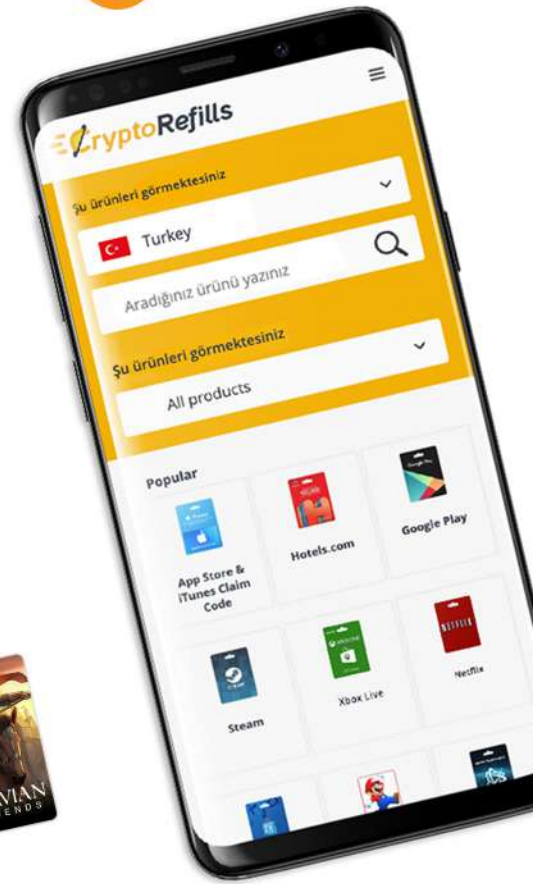 CryptoRefills
Şu ürünleri görmektesiniz
Turkey
Aradığınız ürünü yazınız
Şu ürünleri görmektesiniz
All products
Popular
App Store &
iTunes Claim
Code
Hotels.com
Google Play
Steam
Xbox Live
Netflix
NETFLIX